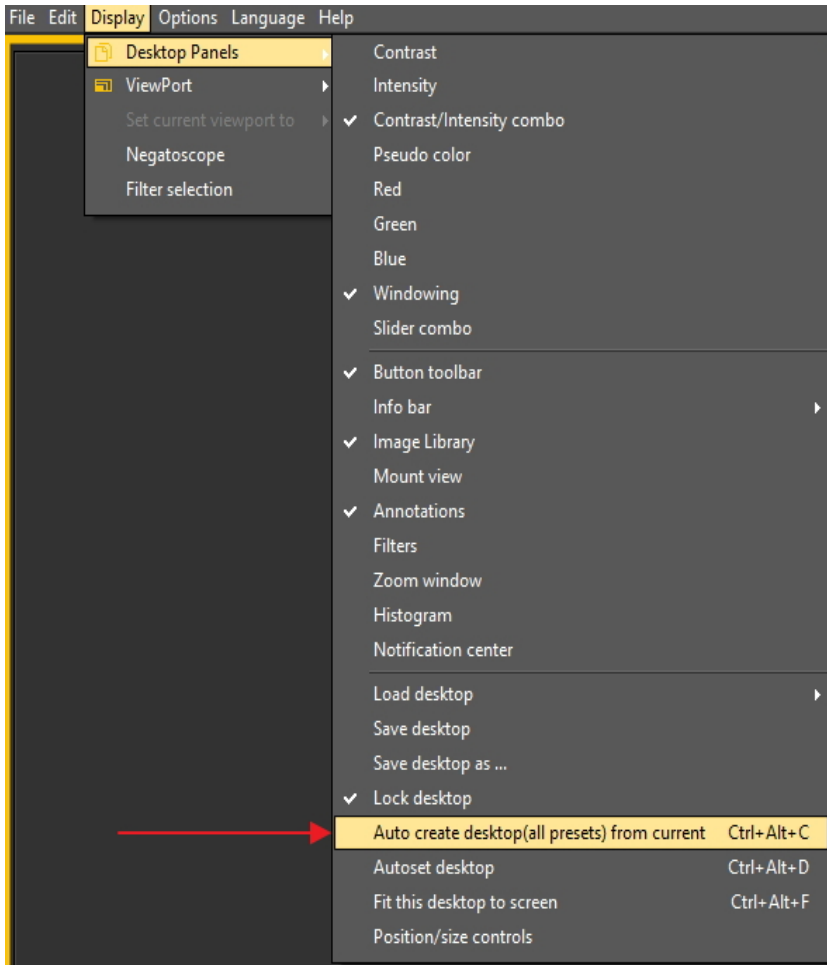 File Edit Display Options Language Help
Desktop Panels
ViewPort
Set current viewport to
Negatoscope
Filter selection
Contrast
Intensity
Contrast/Intensity combo
Pseudo color
Red
Green
Blue
Windowing
Slider combo
Button toolbar
Info bar
Image Library
Mount view
Annotations
Filters
Zoom window
Histogram
Notification center
Load desktop
Save desktop
Save desktop as ...
Lock desktop
Auto create desktop(all presets) from current Ctrl+Alt+C
Autoset desktop Ctrl+Alt+D
Fit this desktop to screen Ctrl+Alt+F
Position/size controls